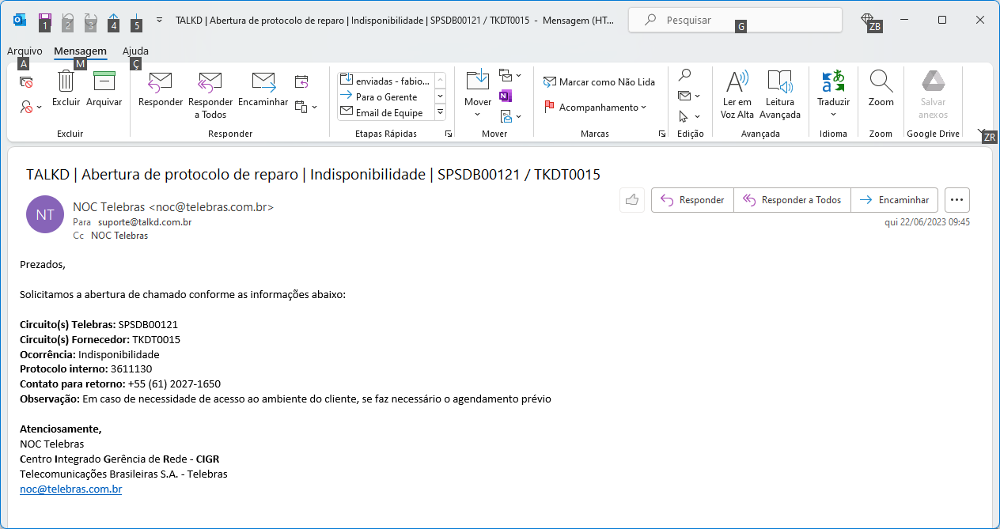 1 2 3 4 5 TALKD | Abertura de protocolo de reparo | Indisponibilidade | SPSDB00121 / TKDT0015 - Mensagem (HT... Pesquisar G ZB
Arquivo Mensagem Ajuda
A M Ç
Excluir Arquivar
Excluir
Responder Responder a Todos Encaminhar
Responder
enviadas - fabio...
Para o Gerente
Email de Equipe
Etapas Rápidas
Mover
Mover
Marcar como Não Lida
Acompanhamento
Marcas
Edição
Ler em Voz Alta Leitura Avançada
Avançada
Traduzir
Idioma
Zoom
Zoom
Salvar anexos
Google Drive
ZR
TALKD | Abertura de protocolo de reparo | Indisponibilidade | SPSDB00121 / TKDT0015
NT
NOC Telebras <noc@telebras.com.br>
Para suporte@talkd.com.br
Cc NOC Telebras
Responder Responder a Todos Encaminhar
qui 22/06/2023 09:45
Prezados,
Solicitamos a abertura de chamado conforme as informações abaixo:
Circuito(s) Telebras: SPSDB00121
Circuito(s) Fornecedor: TKDT0015
Ocorrência: Indisponibilidade
Protocolo interno: 3611130
Contato para retorno: +55 (61) 2027-1650
Observação: Em caso de necessidade de acesso ao ambiente do cliente, se faz necessário o agendamento prévio
Atenciosamente,
NOC Telebras
Centro Integrado Gerência de Rede - CIGR
Telecomunicações Brasileiras S.A. - Telebras
noc@telebras.com.br